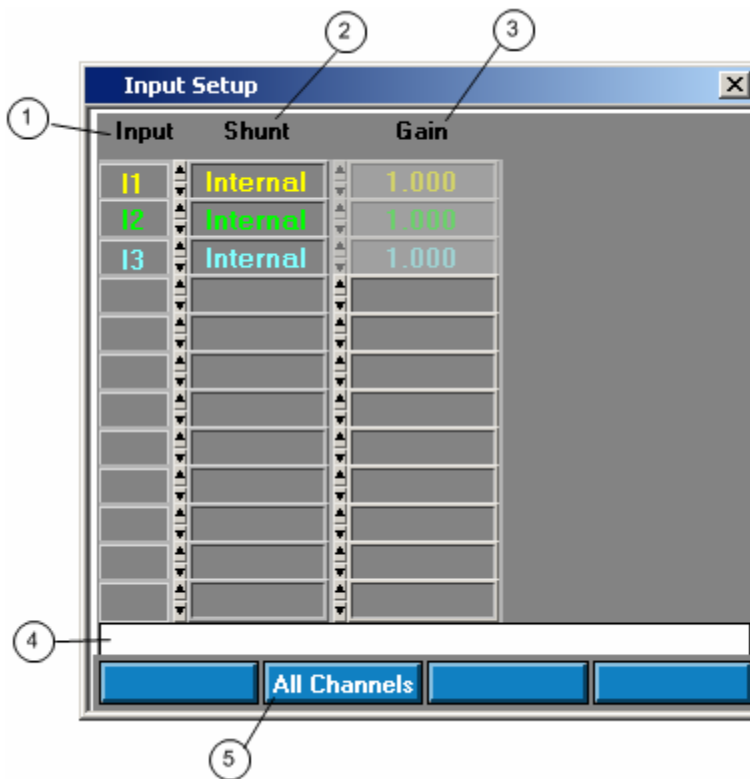 2
3
Input Setup
1
Input Shunt Gain
I1 Internal 1.000
I2 Internal 1.000
I3 Internal 1.000
4
All Channels
5